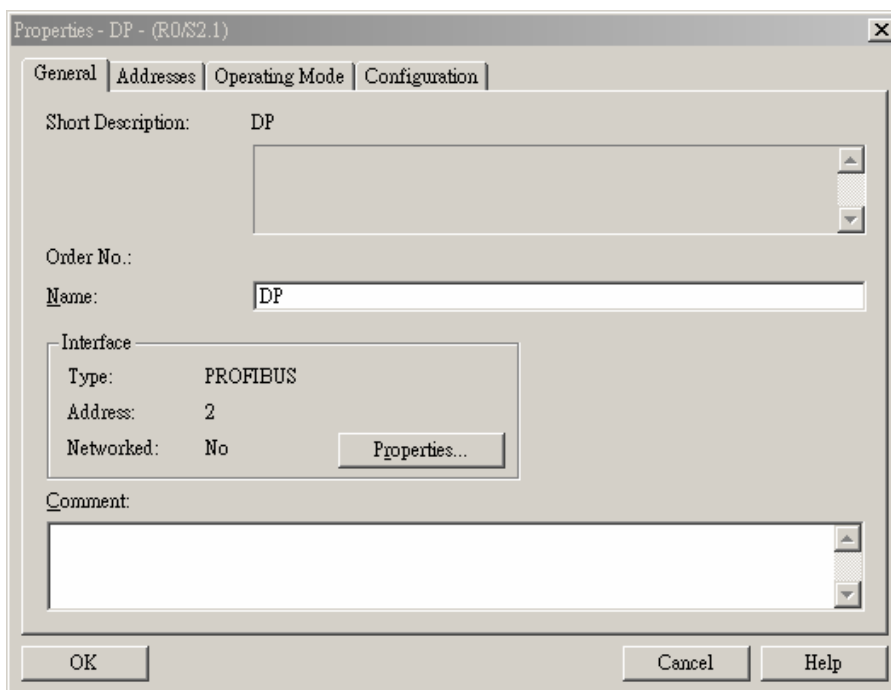 Properties - DP - (R0/S2.1)
General Addresses Operating Mode Configuration
Short Description: DP
Order No.:
Name: DP
Interface
Type: PROFIBUS
Address: 2
Networked: No Properties...
Comment:
OK Cancel Help